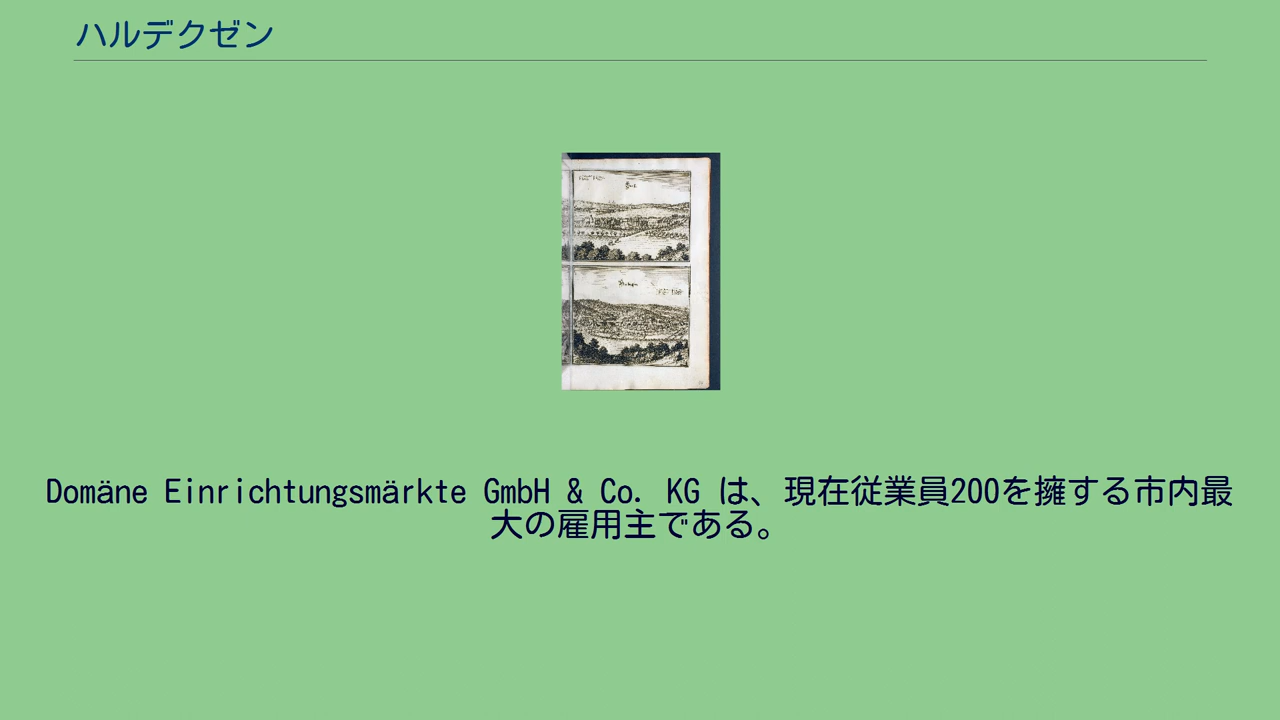 ハルデクゼン
Domäne Einrichtungsmärkte GmbH & Co. KG は、現在従業員200を擁する市内最
大の雇用主である。